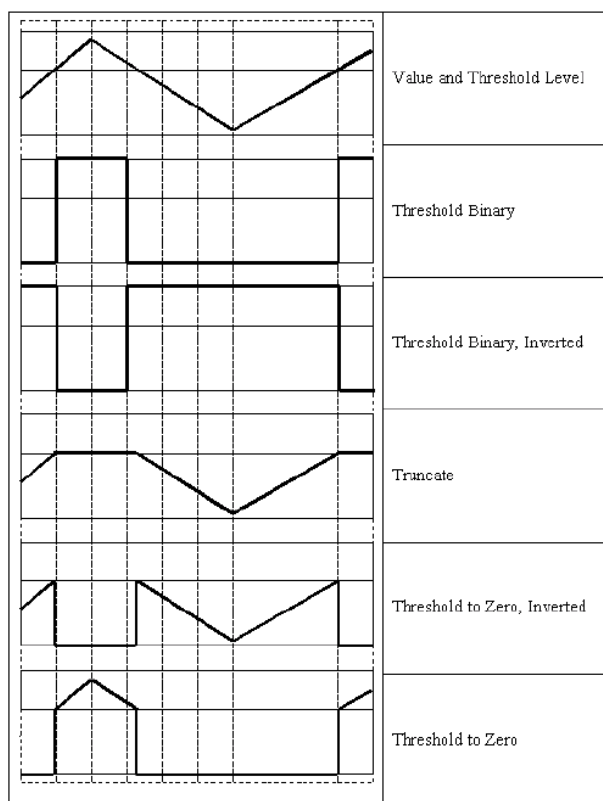 Value and Threshold Level
Threshold Binary
Threshold Binary, Inverted
Truncate
Threshold to Zero, Inverted
Threshold to Zero